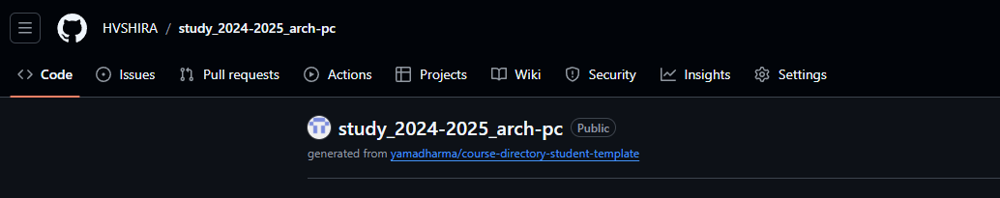 HVSHIRA / study_2024-2025_arch-pc
Code Issues Pull requests Actions Projects Wiki Security Insights Settings
study_2024-2025_arch-pc Public
generated from yamadharma/course-directory-student-template